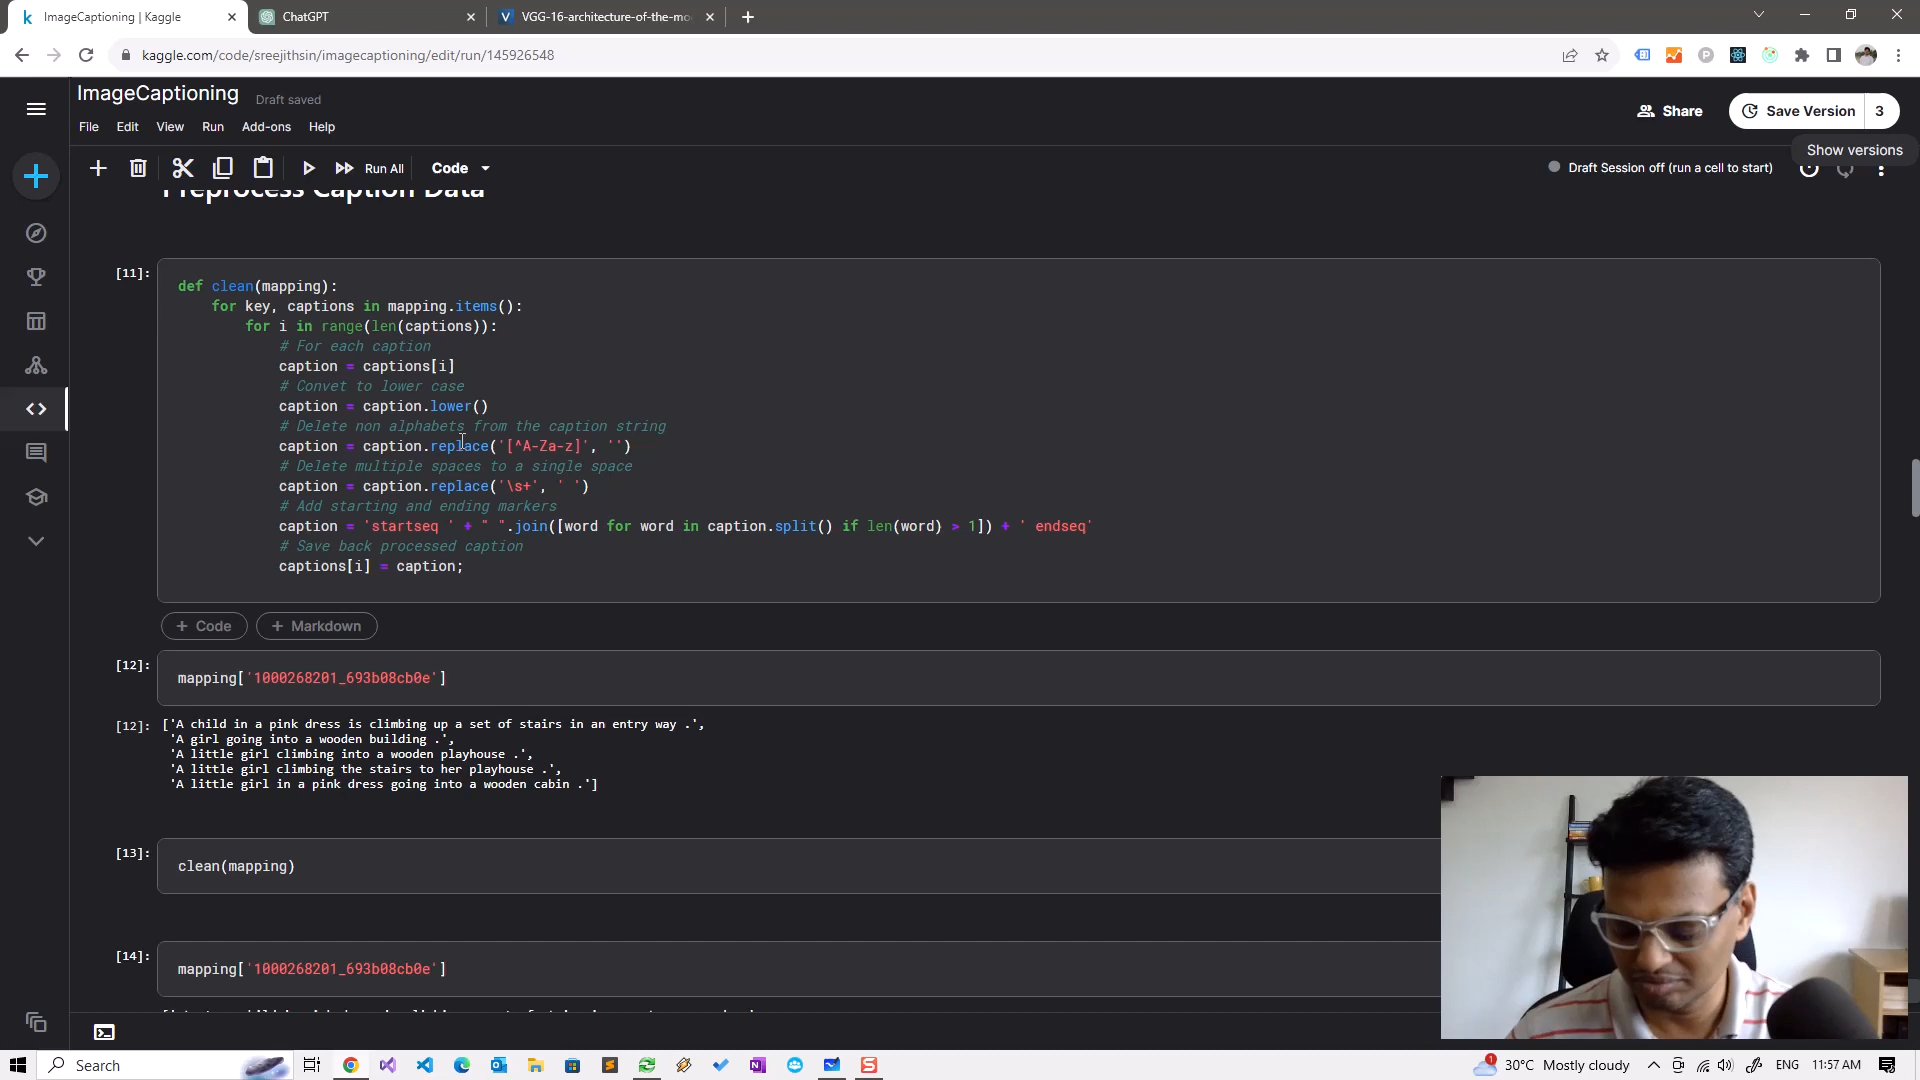 ImageCaptioning | Kaggle
ChatGPT
VGG-16-architecture-of-the-mo
kaggle.com/code/sreejithsin/imagecaptioning/edit/run/145926548
ImageCaptioning
Draft saved
Share
Save Version
3
File Edit View Run Add-ons Help
Show versions
Run All
Code
Draft Session off (run a cell to start)
Preprocess Caption Data
[11]:
def clean(mapping):
for key, captions in mapping.items():
for i in range(len(captions)):
# For each caption
caption = captions[i]
# Convet to lower case
caption = caption.lower()
# Delete non alphabets from the caption string
caption = caption.replace('[^A-Za-z]', '')
# Delete multiple spaces to a single space
caption = caption.replace('\s+', ' ')
# Add starting and ending markers
caption = 'startseq ' + " ".join([word for word in caption.split() if len(word) > 1]) + ' endseq'
# Save back processed caption
captions[i] = caption;
+ Code
+ Markdown
[12]:
mapping['1000268201_693b08cb0e']
[12]:
['A child in a pink dress is climbing up a set of stairs in an entry way .',
'A girl going into a wooden building .',
'A little girl climbing into a wooden playhouse .',
'A little girl climbing the stairs to her playhouse .',
'A little girl in a pink dress going into a wooden cabin .']
[13]:
clean(mapping)
[14]:
mapping['1000268201_693b08cb0e']
Search
1
30°C Mostly cloudy
ENG
11:57 AM